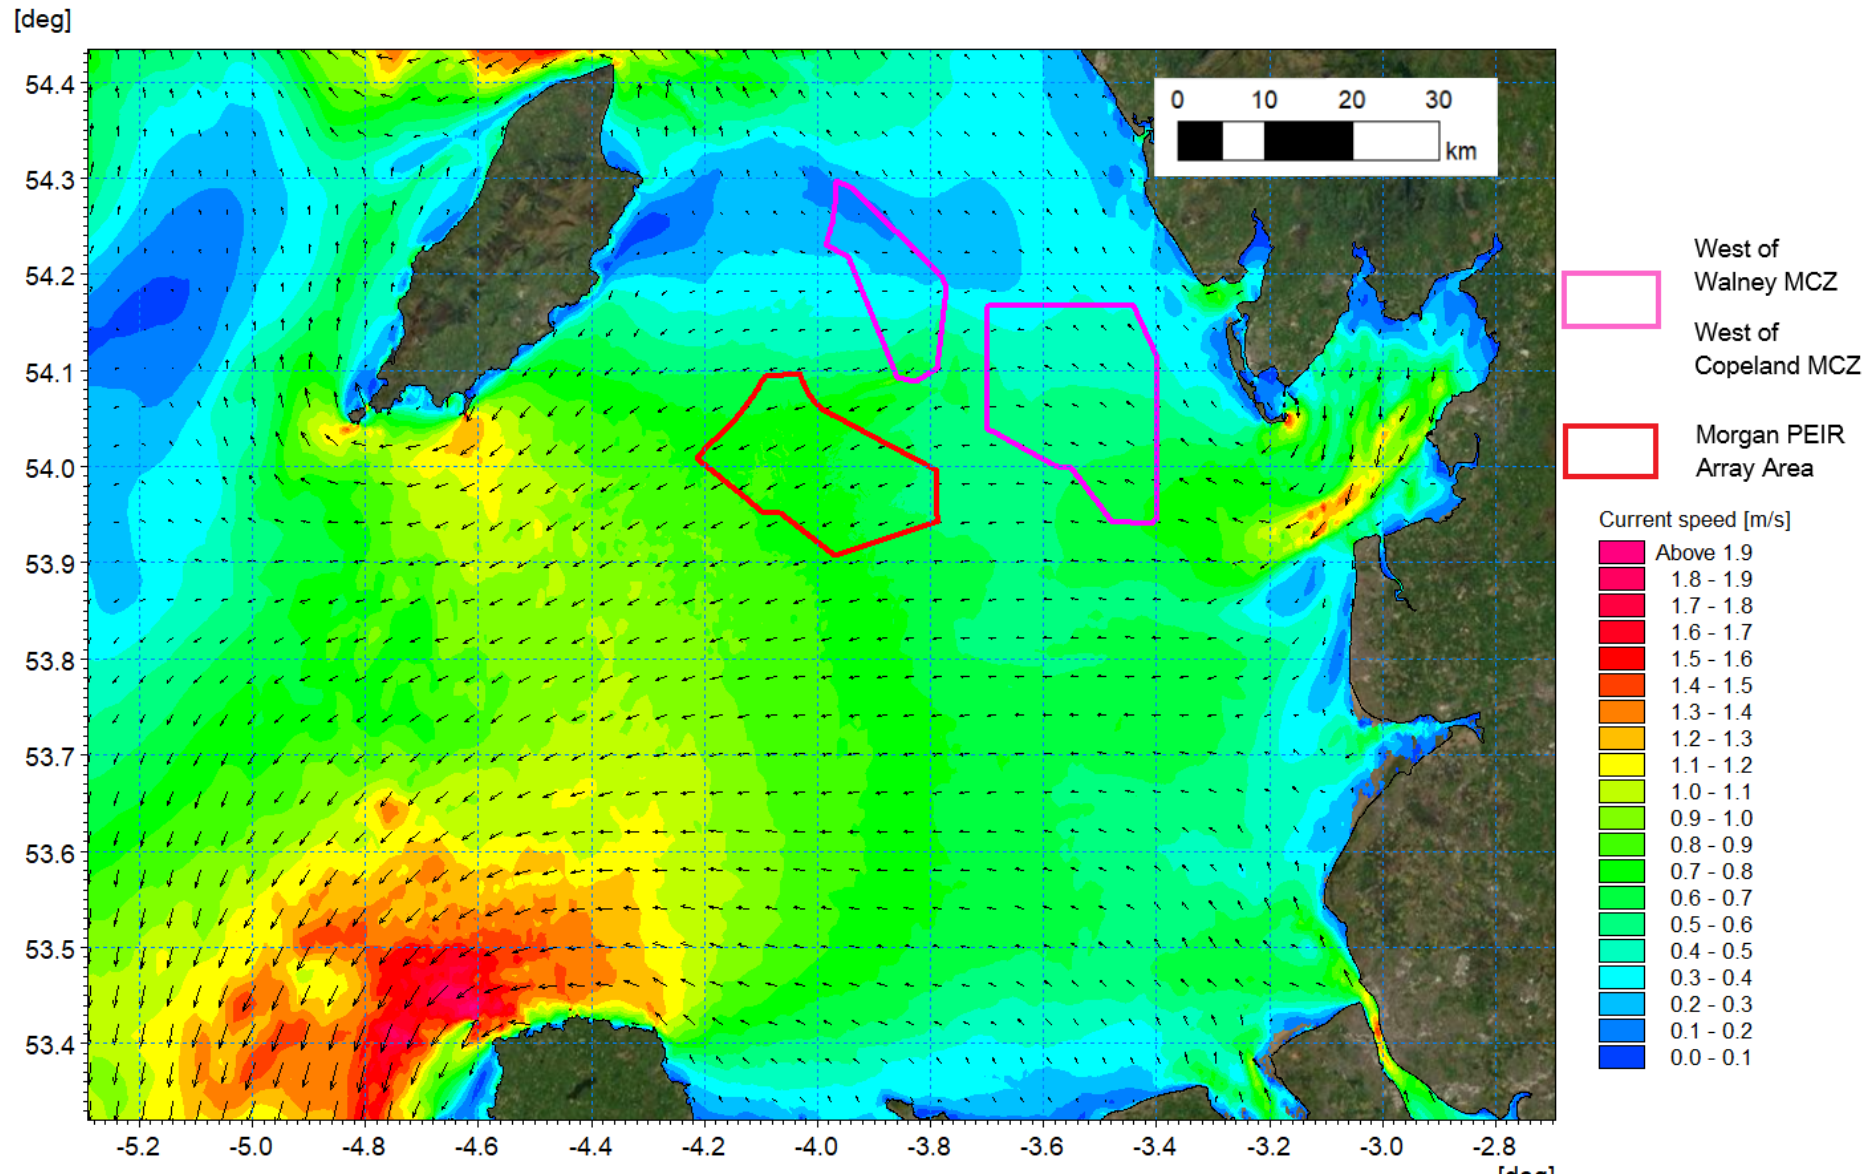 [deg]
54.4
54.3
54.2
54.1
54.0
53.9
53.8
53.7
53.6
53.5
53.4
0 10 20 30
km
-5.2 -5.0 -4.8 -4.6 -4.4 -4.2 -4.0 -3.8 -3.6 -3.4 -3.2 -3.0 -2.8
[deg]
West of
Walney MCZ
West of
Copeland MCZ
Morgan PEIR
Array Area
Current speed [m/s]
Above 1.9
1.8 - 1.9
1.7 - 1.8
1.6 - 1.7
1.5 - 1.6
1.4 - 1.5
1.3 - 1.4
1.2 - 1.3
1.1 - 1.2
1.0 - 1.1
0.9 - 1.0
0.8 - 0.9
0.7 - 0.8
0.6 - 0.7
0.5 - 0.6
0.4 - 0.5
0.3 - 0.4
0.2 - 0.3
0.1 - 0.2
0.0 - 0.1